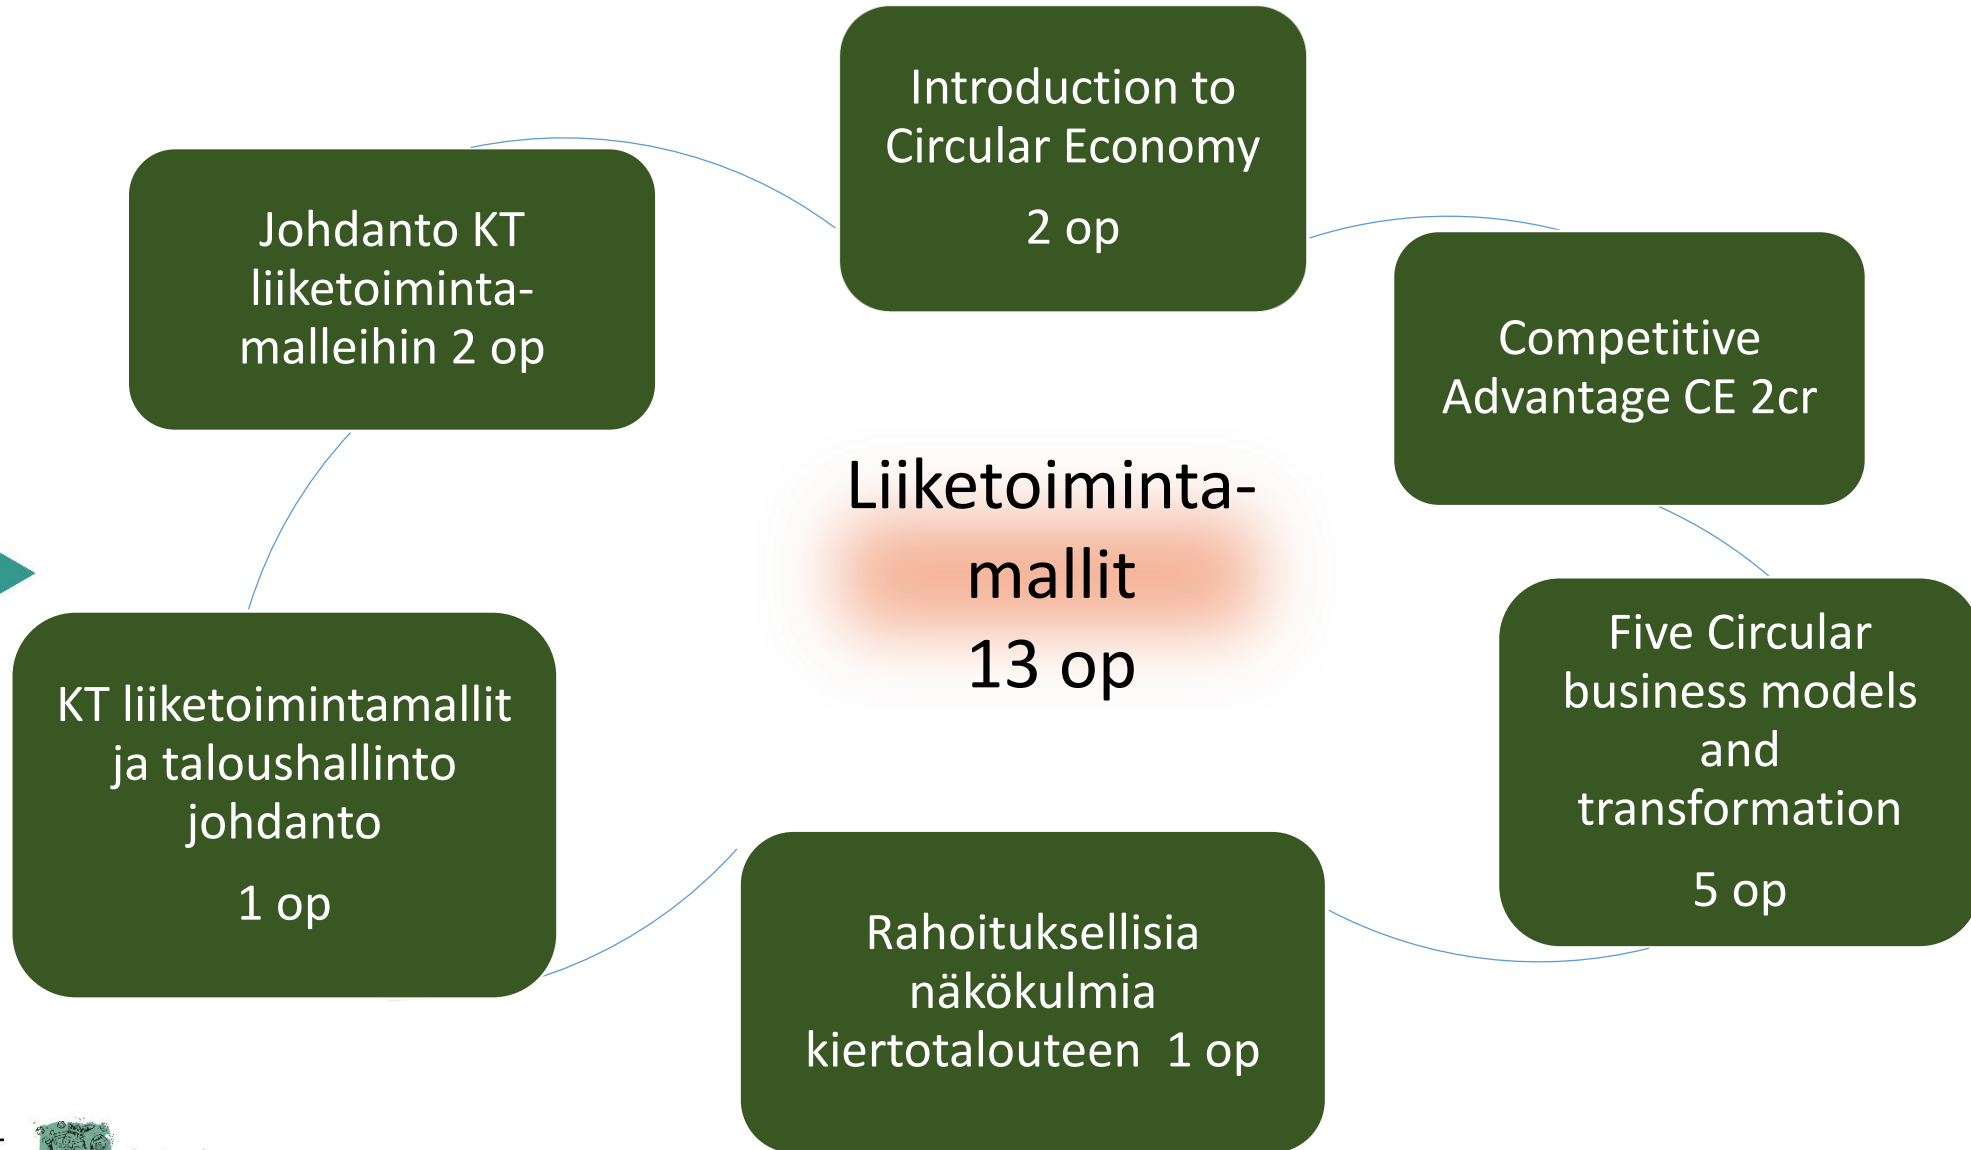 Introduction to
Circular Economy
2 op
Johdanto KT
liiketoiminta-
malleihin 2 op
Competitive
Advantage CE 2cr
Liiketoiminta-
mallit
13 op
Five Circular
business models
and
transformation
5 op
KT liiketoimintamallit
ja taloushallinto
johdanto
1 op
Rahoituksellisia
näkökulmia
kiertotalouteen 1 op